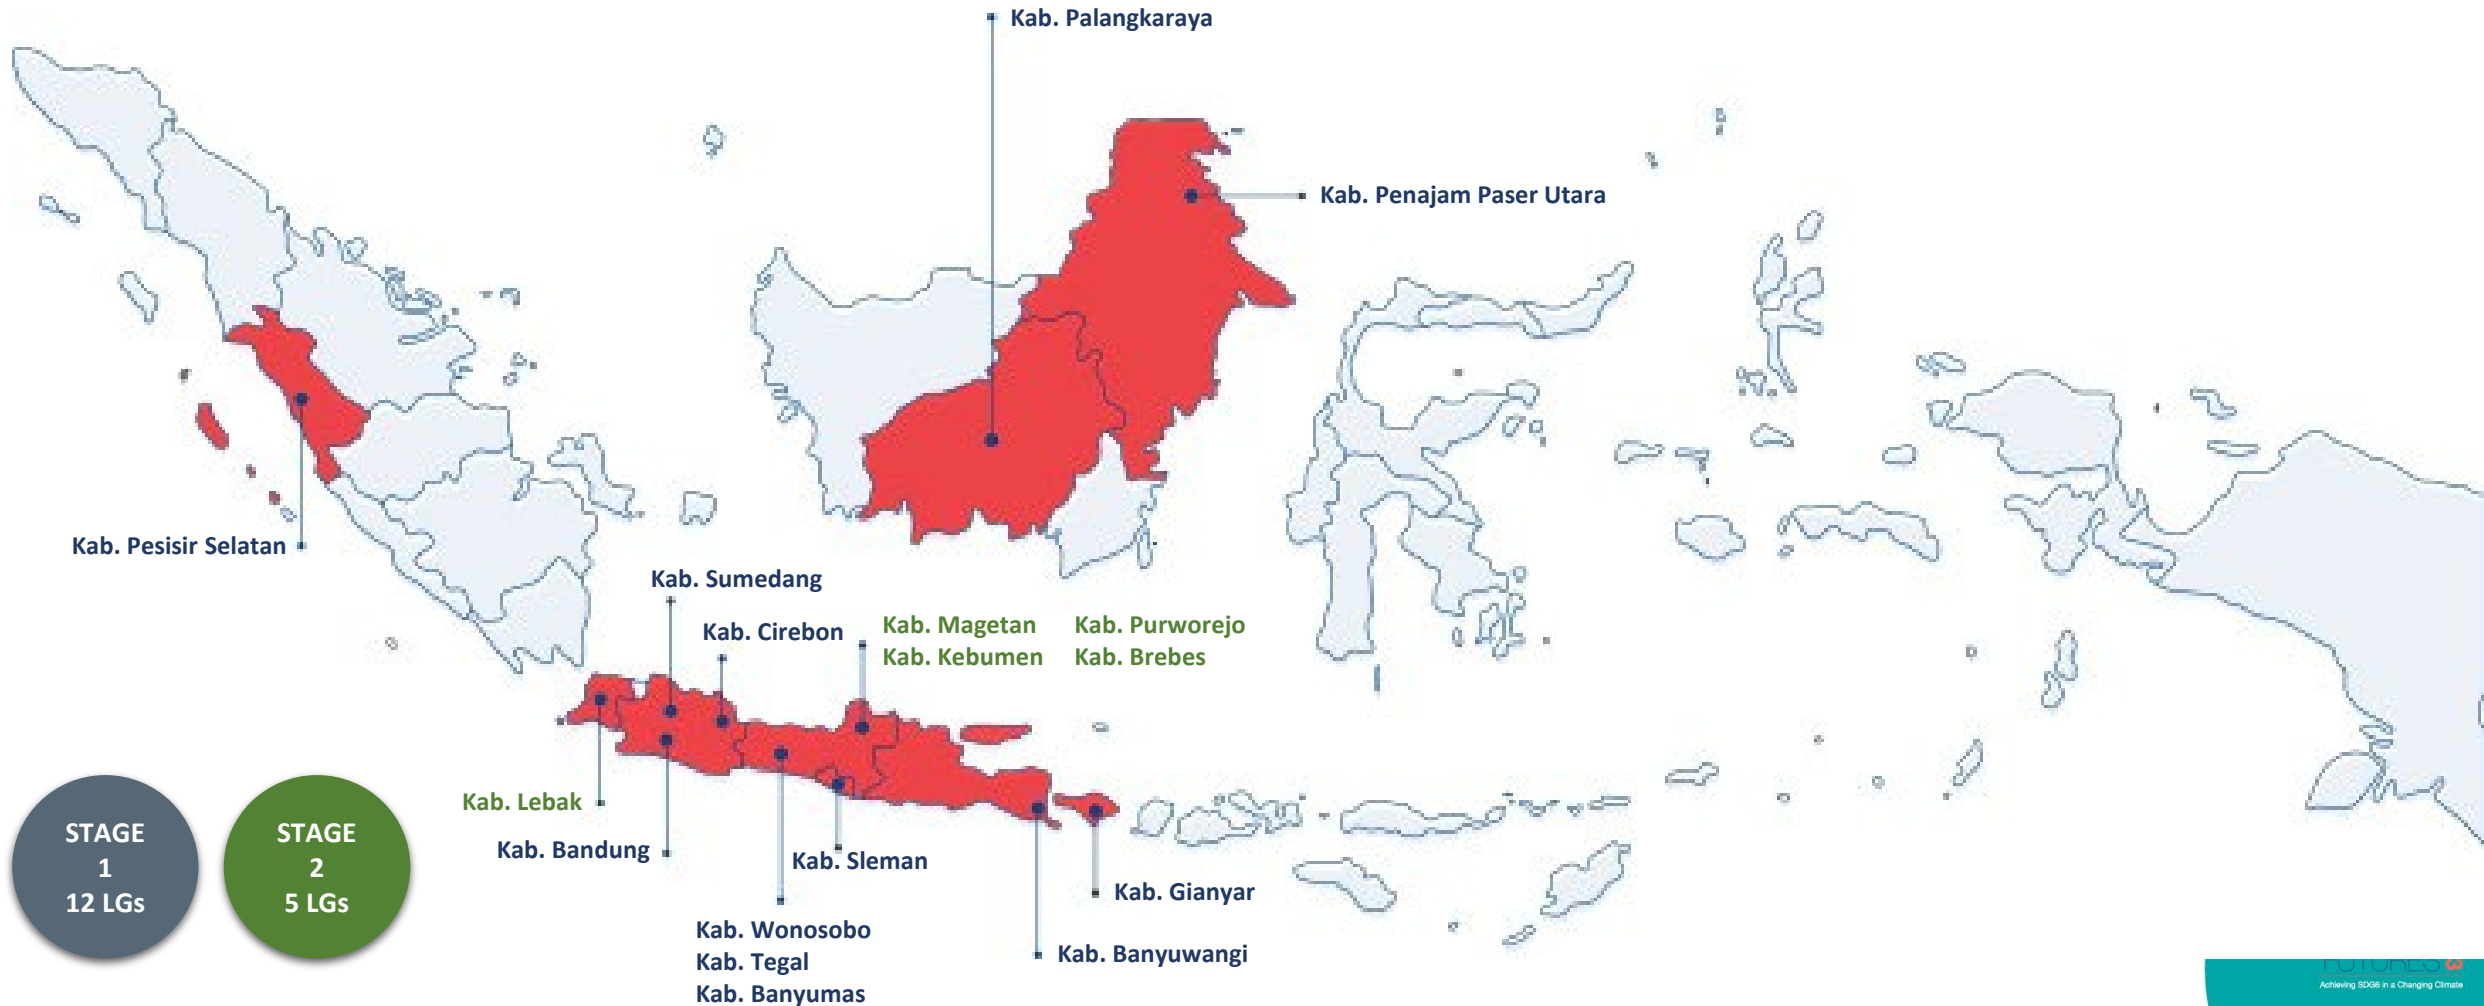 Kab. Palangkaraya
Kab. Penajam Paser Utara
Kab. Pesisir Selatan
Kab. Sumedang
Kab. Cirebon
Kab. Magetan Kab. Purworejo
Kab. Kebumen Kab. Brebes
Kab. Lebak
Kab. Bandung
Kab. Sleman
Kab. Gianyar
Kab. Wonosobo
Kab. Tegal
Kab. Banyumas
Kab. Banyuwangi
STAGE
1
12 LGs
STAGE
2
5 LGs
FUTURES
Achieving SDG6 in a Changing Climate